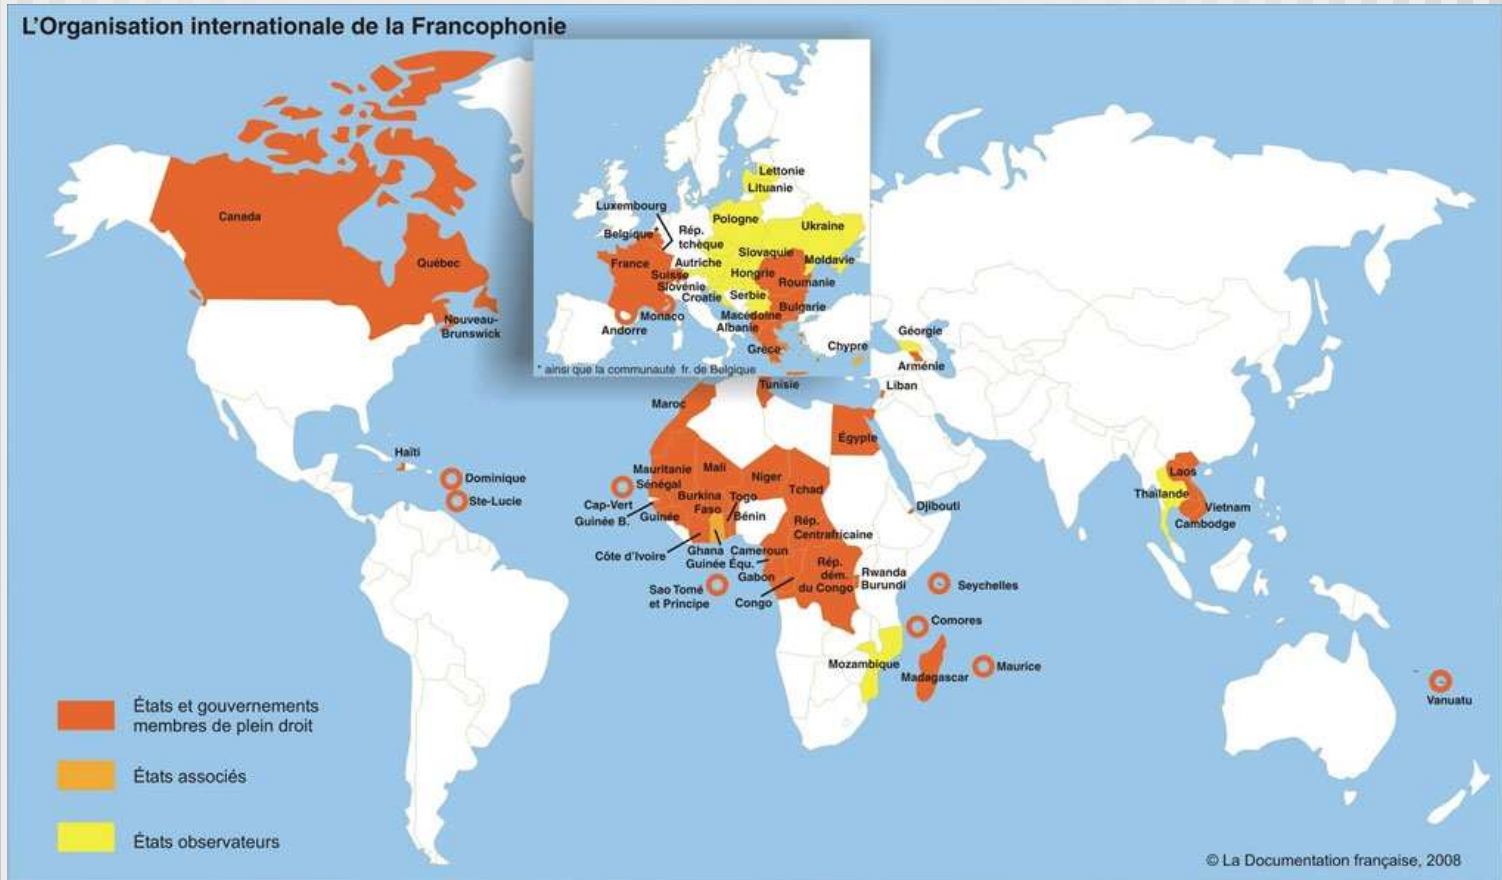 L'Organisation internationale de la Francophonie
Canada
Québec
Nouveau-
Brunswick
Haïti
Dominique
Ste-Lucie
Lettonie
Lituanie
Luxembourg
Belgique*
Pologne
Ukraine
Rép.
tchèque
Slovaquie
Moldavie
France
Autriche
Suisse
Hongrie
Roumanie
Slovénie
Croatie
Serbie
Bulgarie
Monaco
Macédoine
Andorre
Albanie
Grèce
Chypre
* ainsi que la communauté fr. de Belgique
Géorgie
Arménie
Liban
Tunisie
Maroc
Égypte
Mauritanie
Mali
Niger
Tchad
Sénégal
Cap-Vert
Burkina
Faso
Togo
Guinée B.
Guinée
Bénin
Djibouti
Rép.
Centrafricaine
Côte d'Ivoire
Ghana
Cameroun
Guinée Équ.
Gabon
Rép.
dém.
du Congo
Rwanda
Burundi
Sao Tomé
et Principe
Congo
Seychelles
Comores
Mozambique
Madagascar
Maurice
Laos
Thaïlande
Vietnam
Cambodge
Vanuatu
États et gouvernements
membres de plein droit
États associés
États observateurs
© La Documentation française, 2008